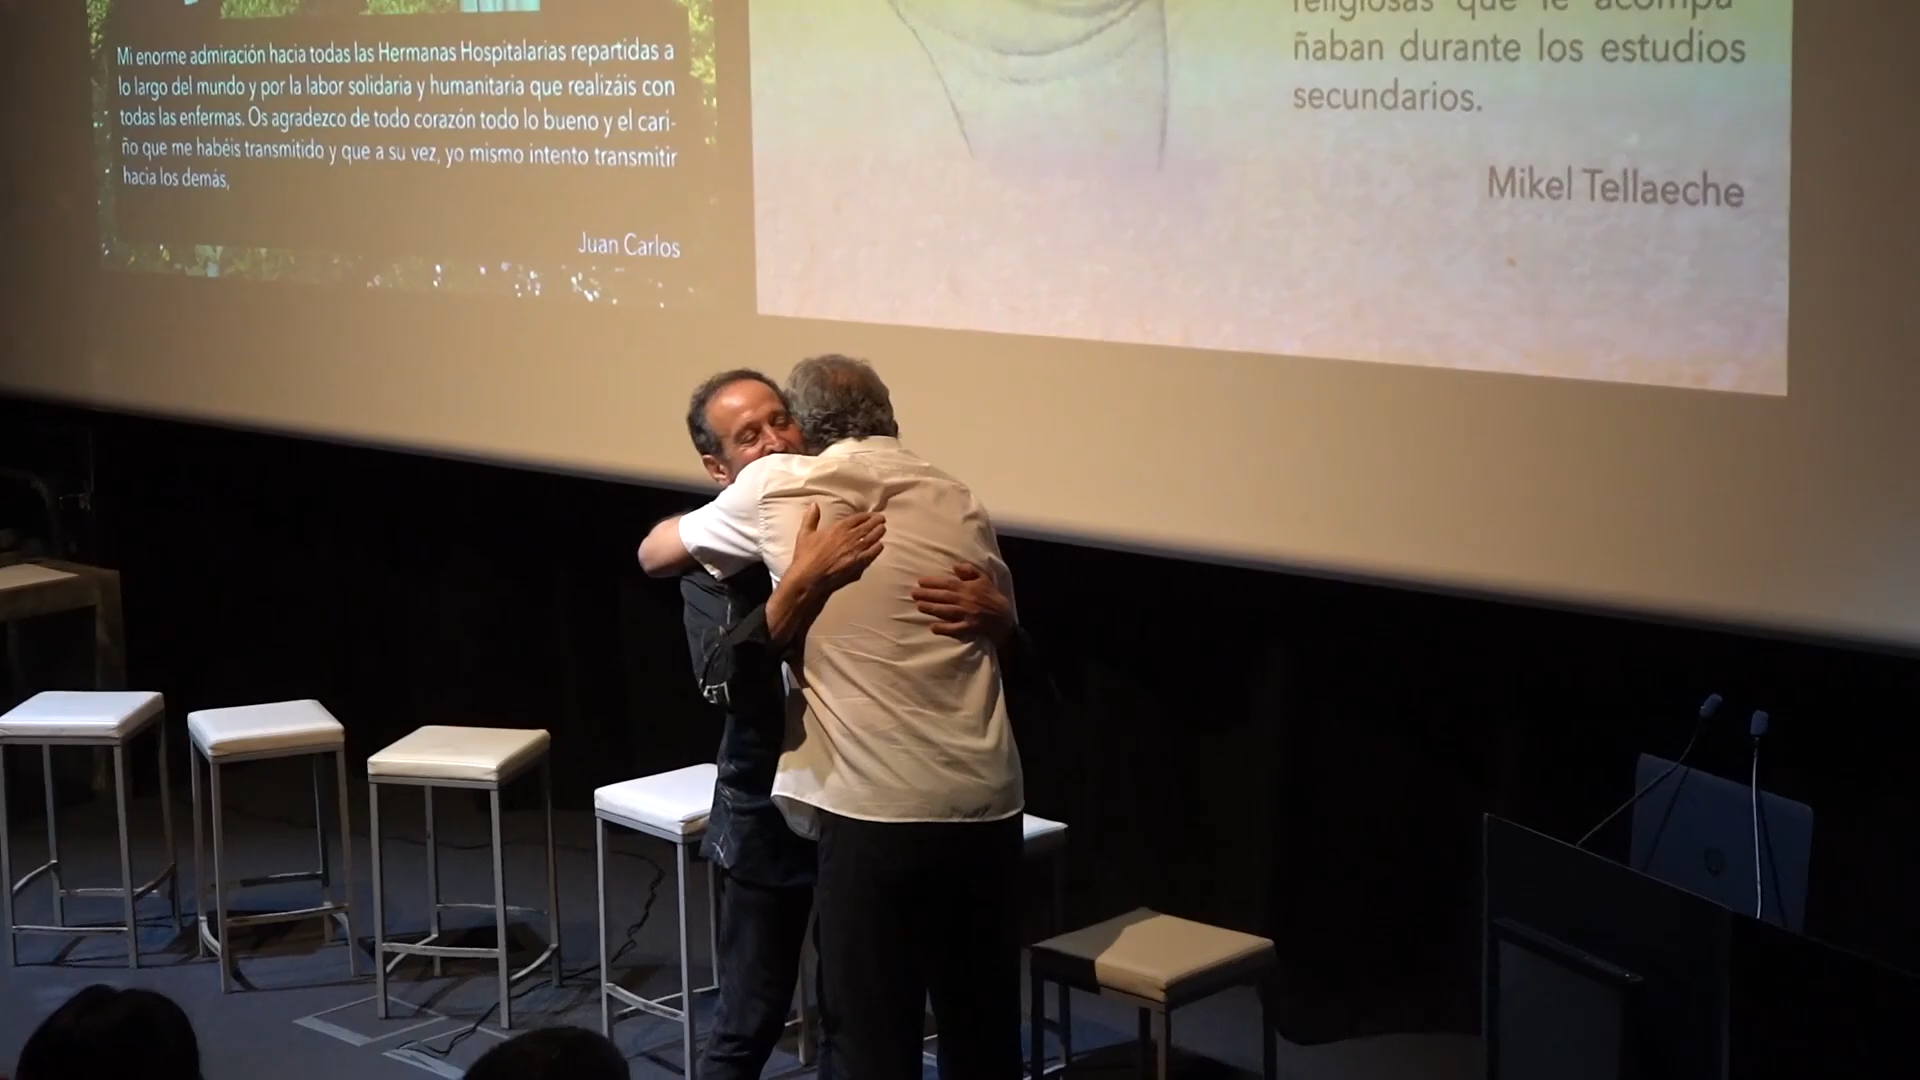 Mi enorme admiración hacia todas las Hermanas Hospitalarias repartidas a
lo largo del mundo y por la labor solidaria y humanitaria que realizáis con
todas las enfermas. Os agradezco de todo corazón todo lo bueno y el cari-
ño que me habéis transmitido y que a su vez, yo mismo intento transmitir
hacia los demás,
Juan Carlos
religiosas que le acompa
ñaban durante los estudios
secundarios.
Mikel Tellaeche